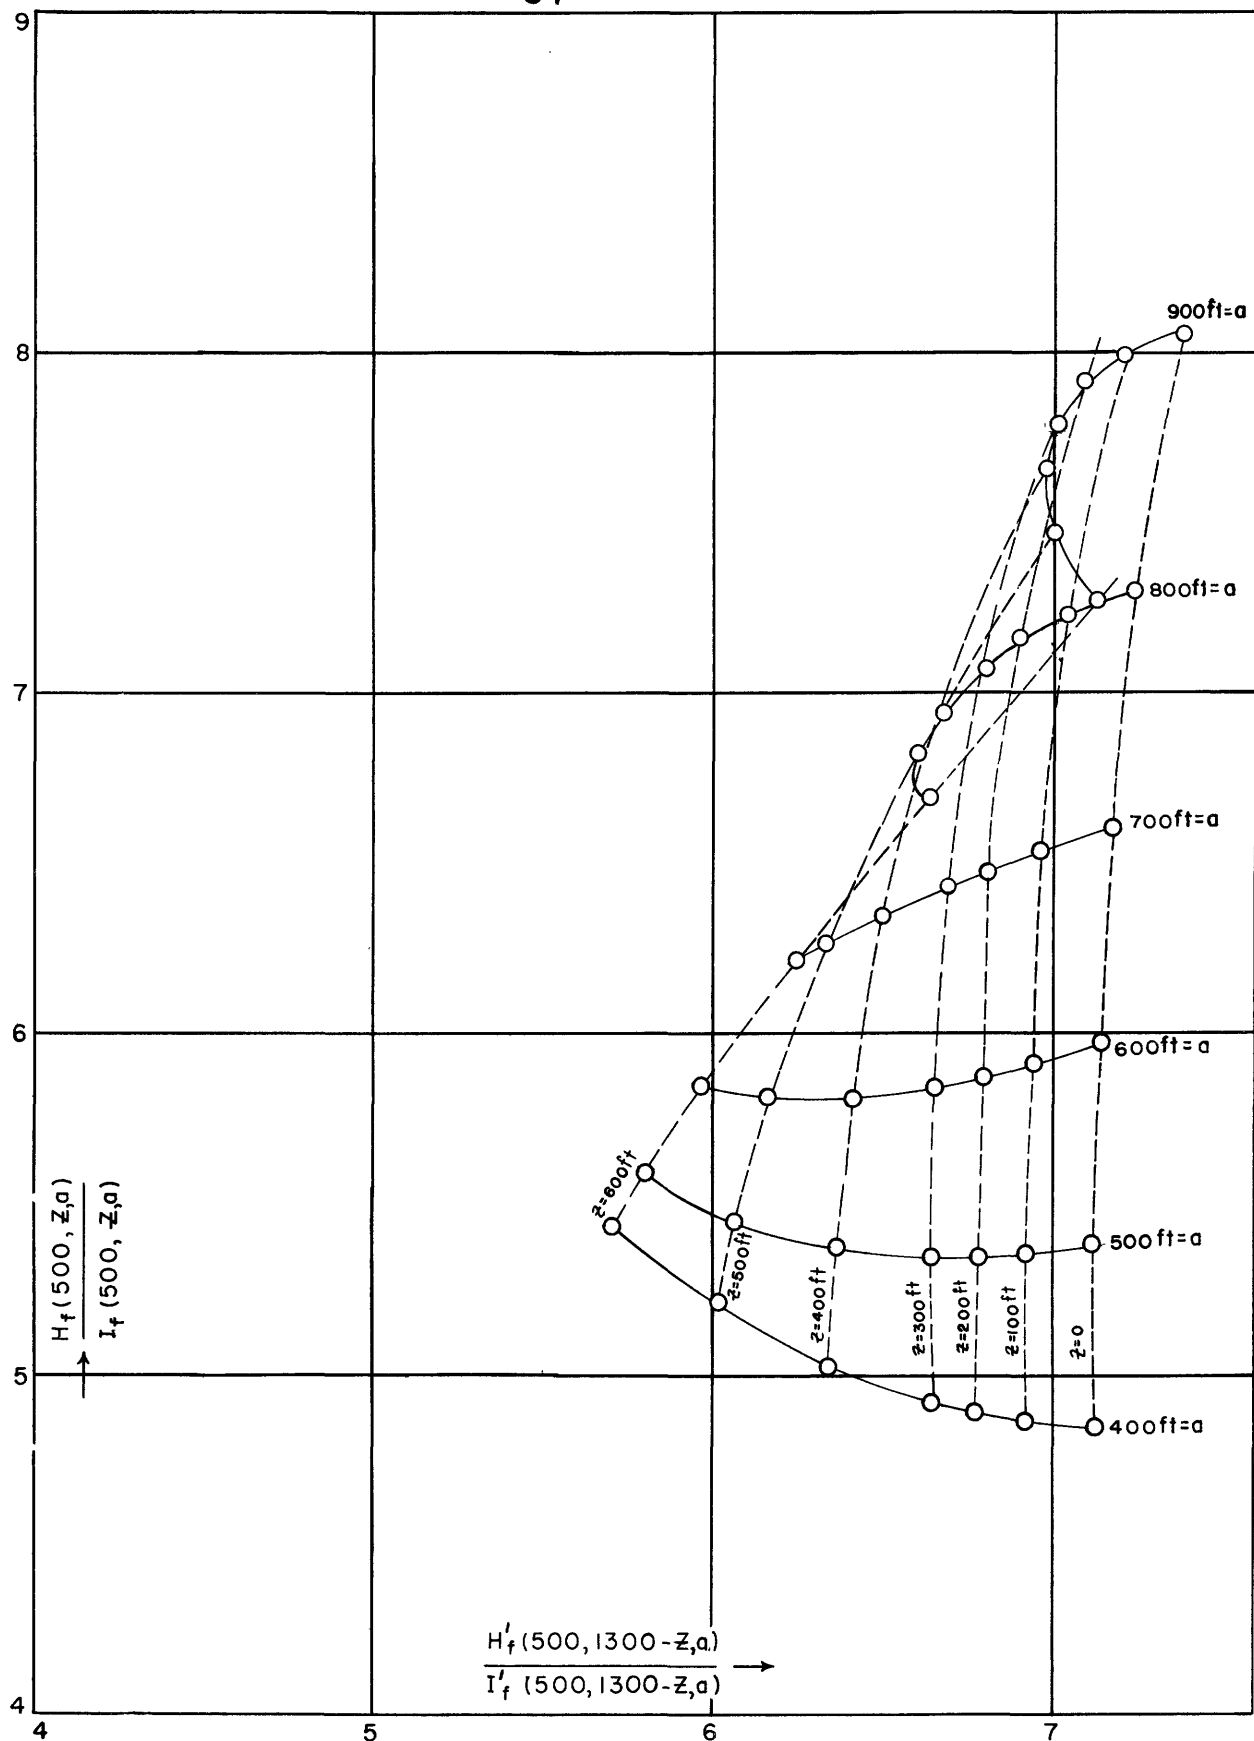 9
900ft=a
8
800ft=a
7
700ft=a
6
600ft=a
z=600ft
z=500ft
z=400ft
z=300ft
z=200ft
z=100ft
z=0
500ft=a
H_f(500, z,a)
I_f(500, z,a)
5
400ft=a
H'_f(500,1300-z,a)
I'_f(500,1300-z,a)
4
4
5
6
7